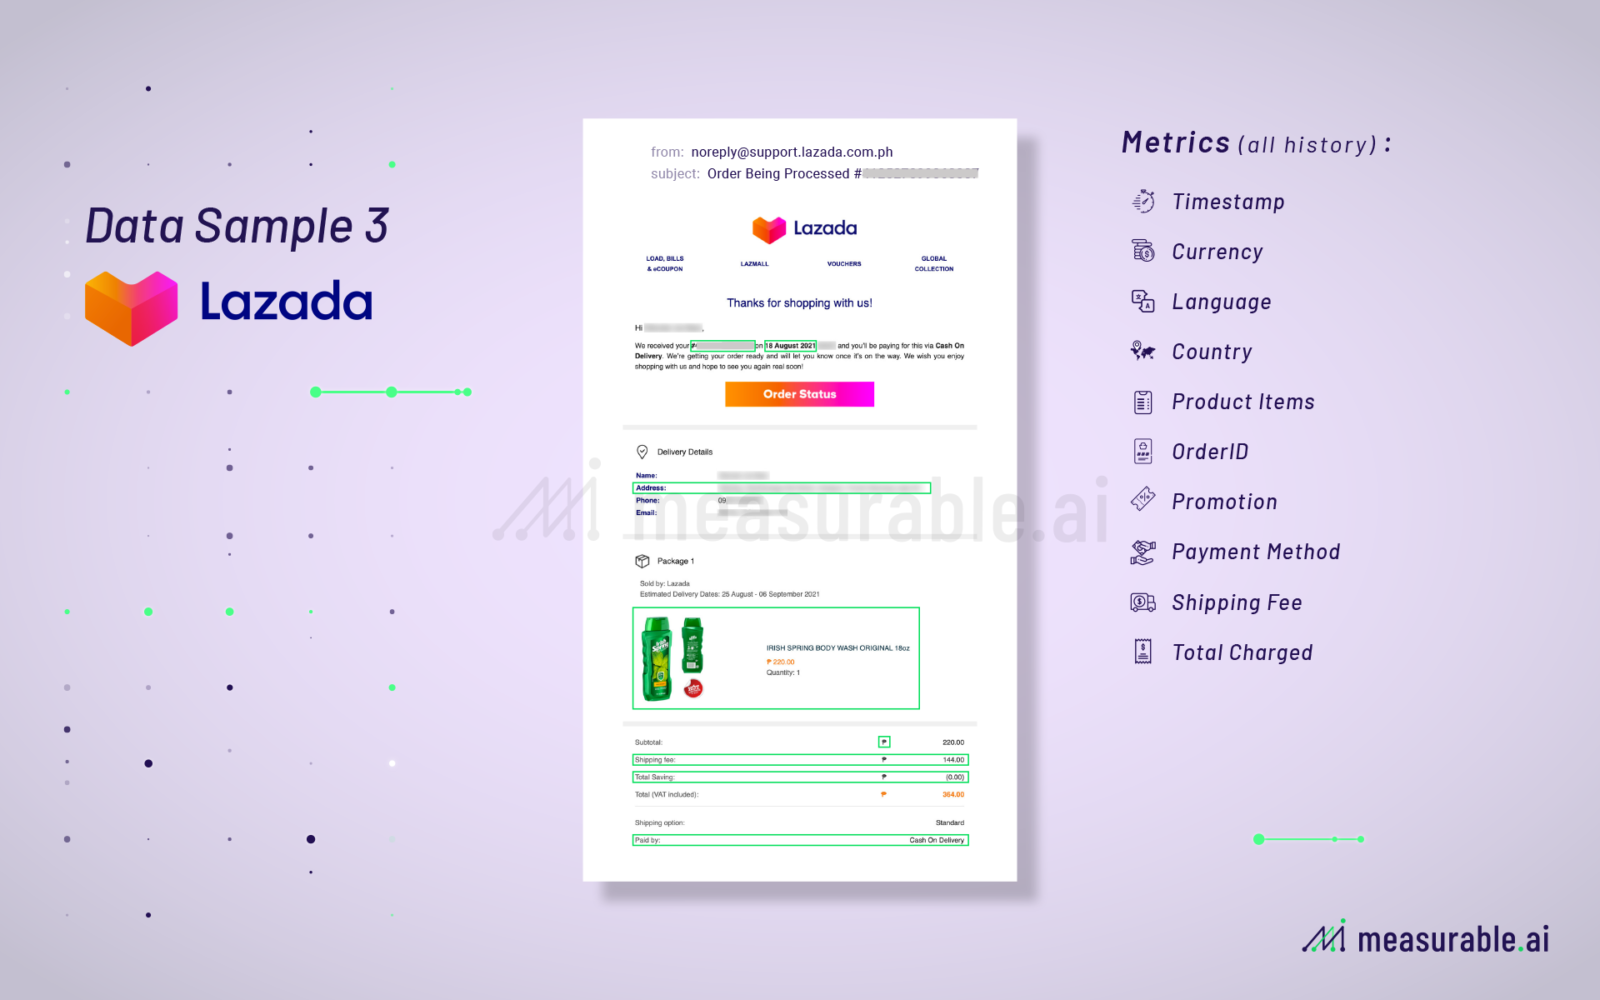 Data Sample 3
Lazada
from: noreply@support.lazada.com.ph
subject: Order Being Processed #
Lazada
LOAD, BILLS
& eCOUPON
LAZMALL
VOUCHERS
GLOBAL
COLLECTION
Thanks for shopping with us!
Hi ,
We received your # on 18 August 2021 and you'll be paying for this via Cash On
Delivery. We're getting your order ready and will let you know once it's on the way. We wish you enjoy
shopping with us and hope to see you again real soon!
Order Status
Delivery Details
Name:
Address:
Phone: 09
Email:
measurable.ai
Package 1
Sold by: Lazada
Estimated Delivery Dates: 25 August - 06 September 2021
IRISH SPRING BODY WASH ORIGINAL 18oz
₱ 220.00
Quantity: 1
Subtotal: ₱ 220.00
Shipping fee: ₱ 144.00
Total Saving: ₱ (0.00)
Total (VAT included): ₱ 364.00
Shipping option: Standard
Paid by: Cash On Delivery
Metrics (all history) :
Timestamp
Currency
Language
Country
Product Items
OrderID
Promotion
Payment Method
Shipping Fee
Total Charged
measurable.ai